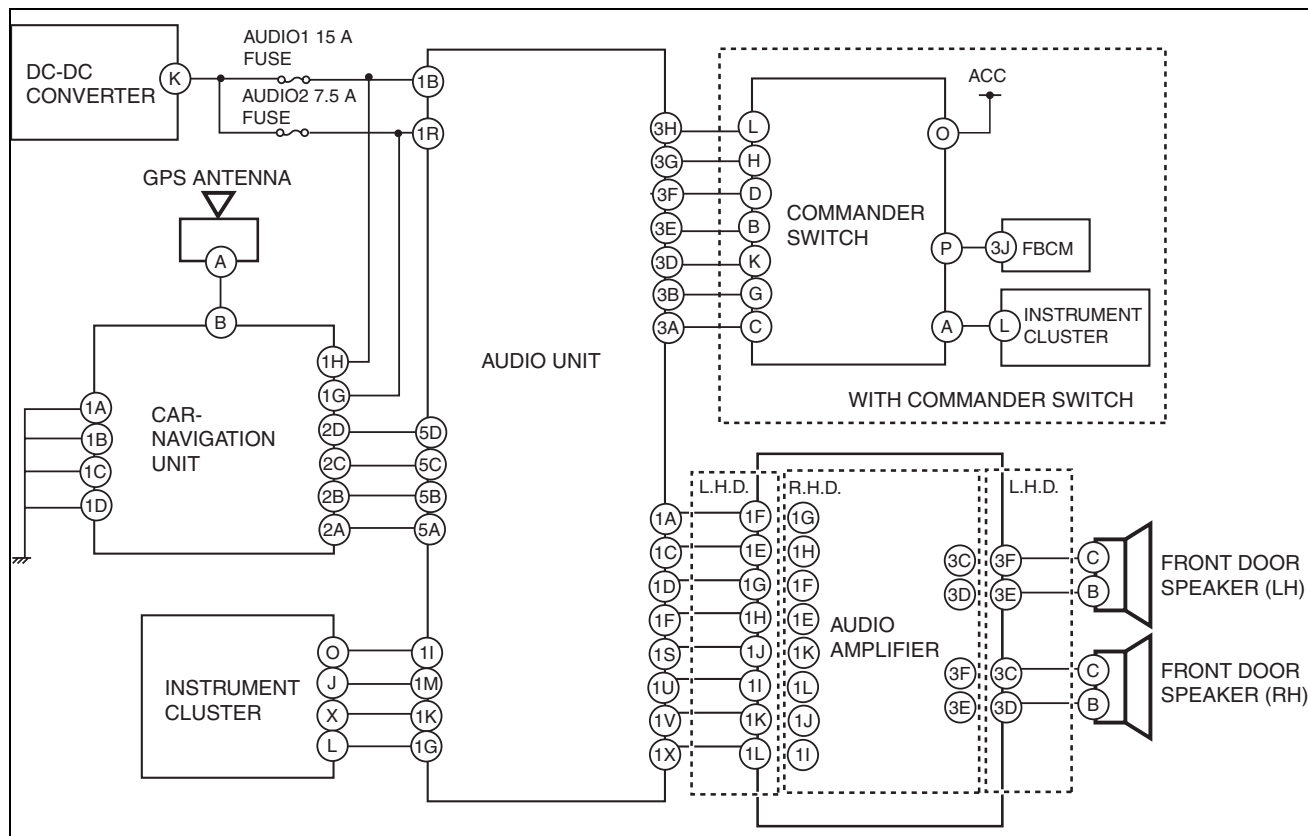 DC-DC
CONVERTER
K
AUDIO1 15 A
FUSE
AUDIO2 7.5 A
FUSE
1B
1R
GPS ANTENNA
A
B
1H
1G
2D
2C
2B
2A
1A
1B
1C
1D
CAR-
NAVIGATION
UNIT
5D
5C
5B
5A
INSTRUMENT
CLUSTER
O
J
X
L
1I
1M
1K
1G
AUDIO UNIT
3H
3G
3F
3E
3D
3B
3A
L
H
D
B
K
G
C
COMMANDER
SWITCH
ACC
O
P
3J
FBCM
A
L
INSTRUMENT
CLUSTER
WITH COMMANDER SWITCH
1A
1C
1D
1F
1S
1U
1V
1X
L.H.D.
1F
1E
1G
1H
1J
1I
1K
1L
R.H.D.
1G
1H
1F
1E
1K
1L
1J
1I
AUDIO
AMPLIFIER
3C
3D
3F
3E
L.H.D.
3F
3E
3C
3D
C
B
FRONT DOOR
SPEAKER (LH)
C
B
FRONT DOOR
SPEAKER (RH)